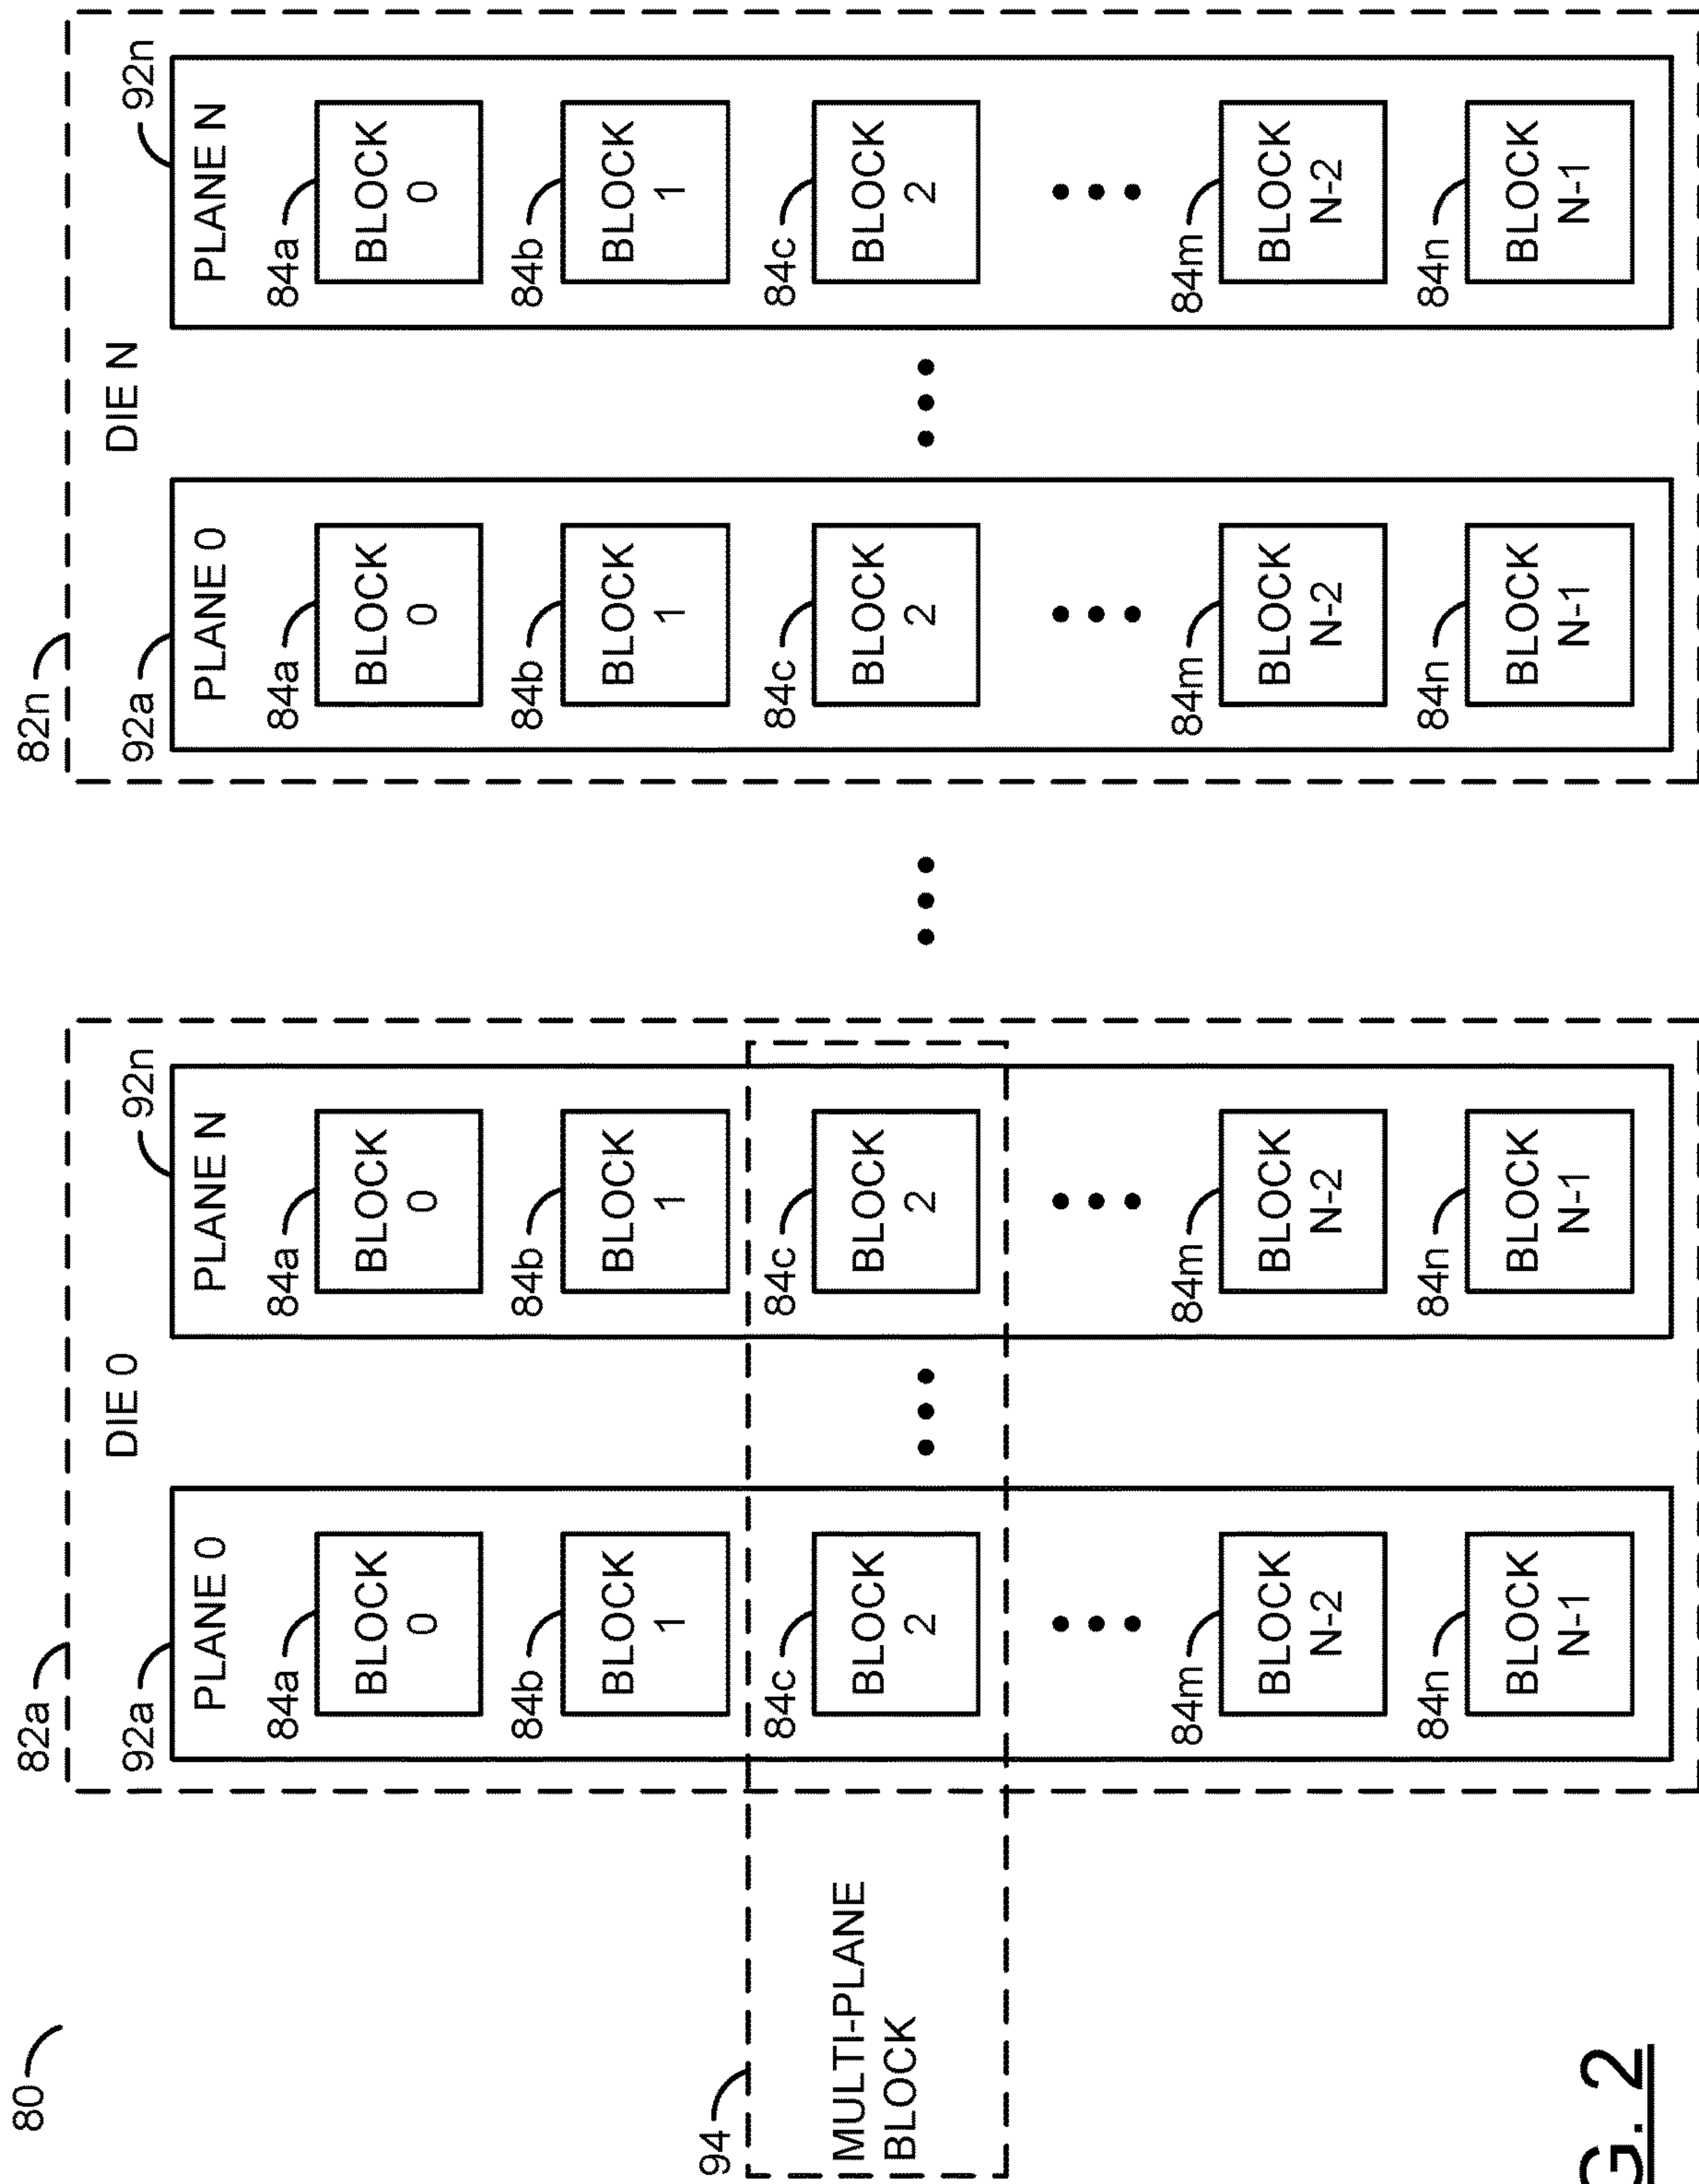 80
82a
DIE 0
92a
PLANE 0
84a
BLOCK
0
84b
BLOCK
1
84c
BLOCK
2
84m
BLOCK
N-2
84n
BLOCK
N-1
92n
PLANE N
84a
BLOCK
0
84b
BLOCK
1
84c
BLOCK
2
84m
BLOCK
N-2
84n
BLOCK
N-1
82n
DIE N
92a
PLANE 0
84a
BLOCK
0
84b
BLOCK
1
84c
BLOCK
2
84m
BLOCK
N-2
84n
BLOCK
N-1
92n
PLANE N
84a
BLOCK
0
84b
BLOCK
1
84c
BLOCK
2
84m
BLOCK
N-2
84n
BLOCK
N-1
94
MULTI-PLANE
BLOCK
G. 2